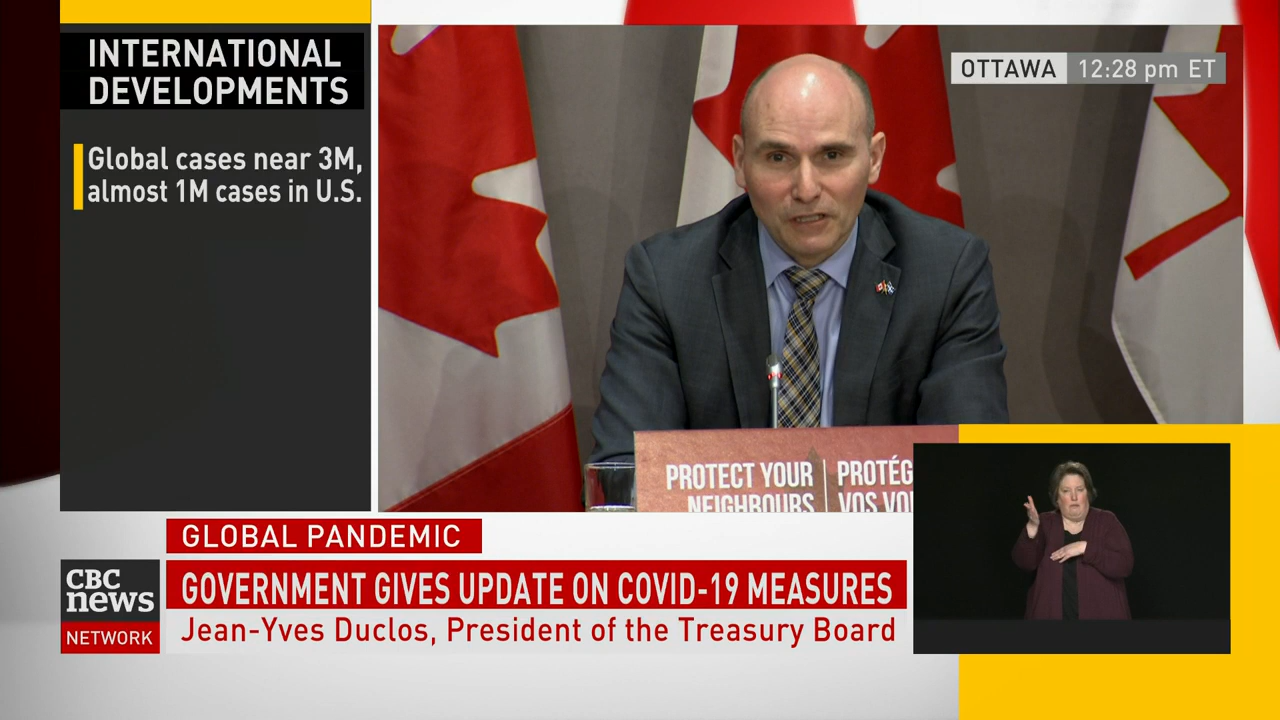 INTERNATIONAL
DEVELOPMENTS
Global cases near 3M,
almost 1M cases in U.S.
OTTAWA 12:28 pm ET
PROTECT YOUR
NEIGHBOURS
PROTÉG
VOS VO
GLOBAL PANDEMIC
CBC
news
NETWORK
GOVERNMENT GIVES UPDATE ON COVID-19 MEASURES
Jean-Yves Duclos, President of the Treasury Board